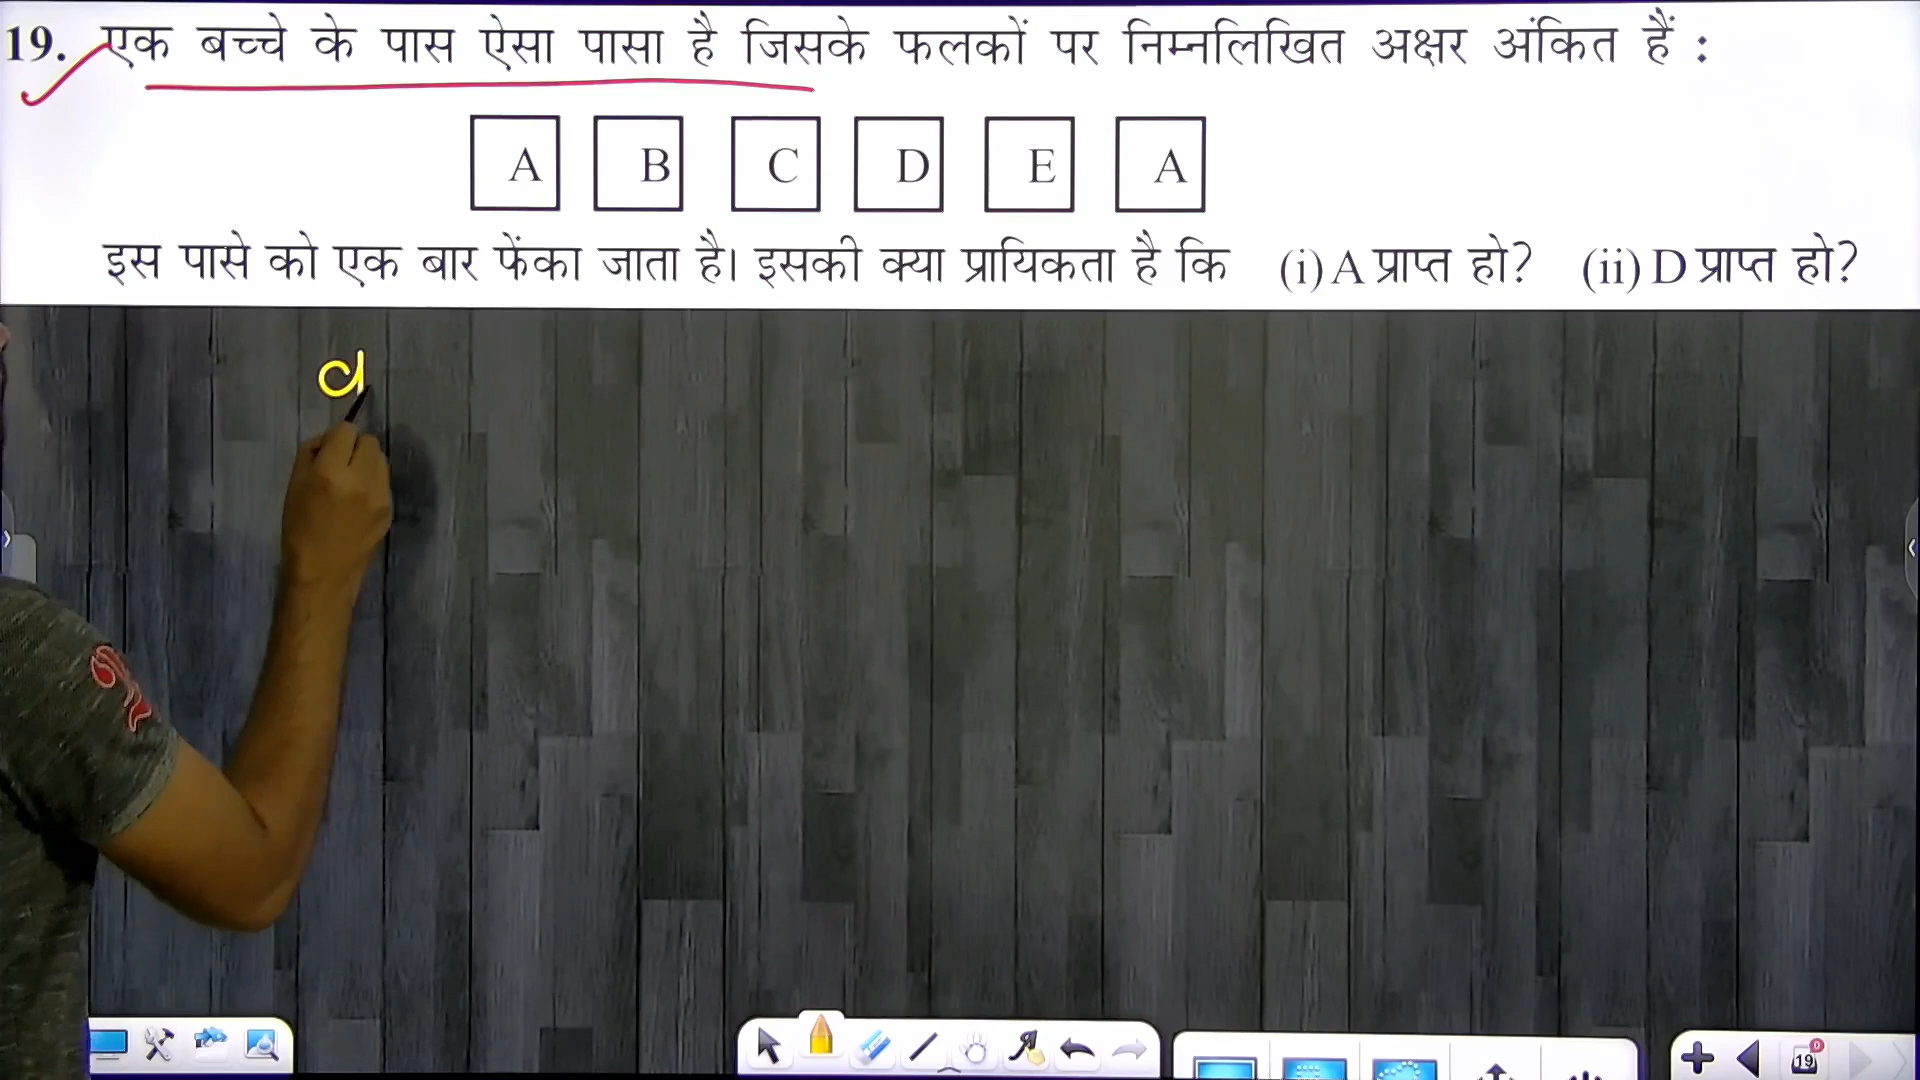 19. एक बच्चे के पास ऐसा पासा है जिसके फलकों पर निम्नलिखित अक्षर अंकित हैं :
A B C D E A
इस पासे को एक बार फेंका जाता है। इसकी क्या प्रायिकता है कि (i) A प्राप्त हो? (ii) D प्राप्त हो?
19